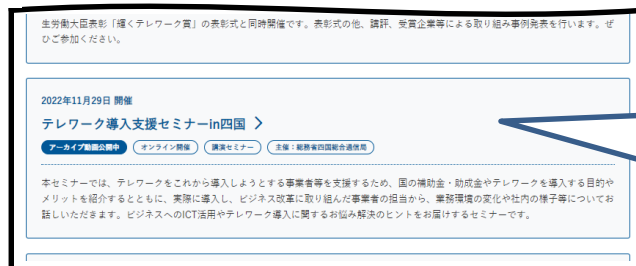 生労働大臣表彰「輝くテレワーク賞」の表彰式と同時開催です。表彰式の他、講評、受賞企業等による取り組み事例発表を行います。ぜ
ひご参加ください。
2022年11月29日 開催
テレワーク導入支援セミナーin四国 >
アーカイブ動画公開中 オンライン開催 講演セミナー 主催：総務省四国総合通信局
本セミナーでは、テレワークをこれから導入しようとする事業者等を支援するため、国の補助金・助成金やテレワークを導入する目的や
メリットを紹介するとともに、実際に導入し、ビジネス改革に取り組んだ事業者の担当から、業務環境の変化や社内の様子等についてお
話しいただきます。ビジネスへのICT活用やテレワーク導入に関するお悩み解決のヒントをお届けするセミナーです。